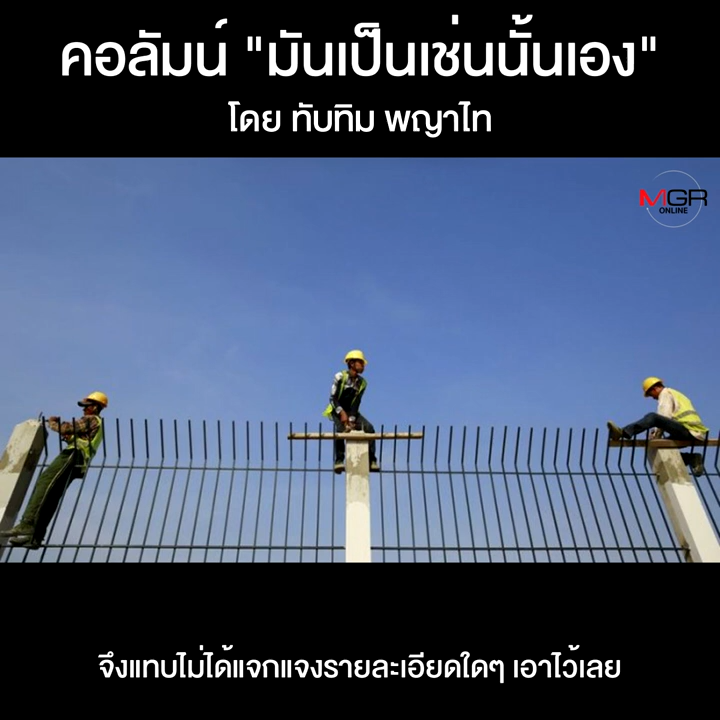 คอลัมน์ "มันเป็นเช่นนั้นเอง"
โดย ทับทิม พญาไท
MGR
ONLINE
จึงแทบไม่ได้แจกแจงรายละเอียดใดๆ เอาไว้เลย